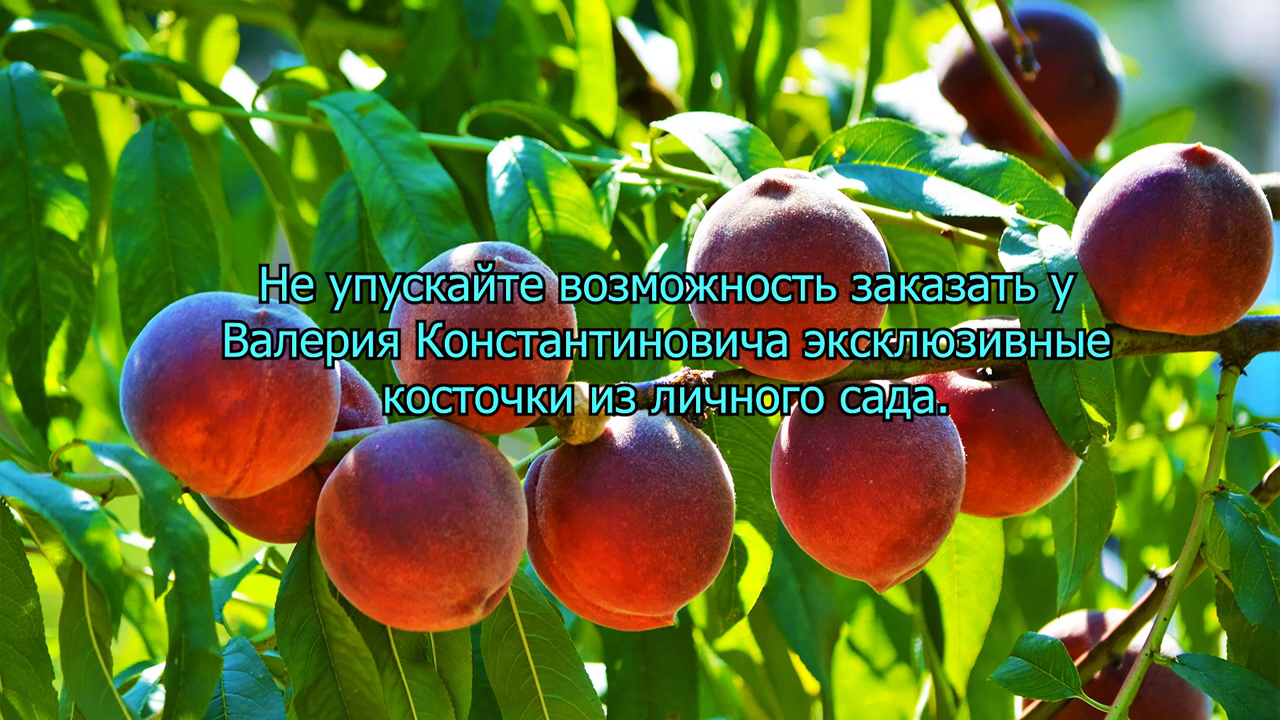 Не упускайте возможность заказать у
Валерия Константиновича эксклюзивные
косточки из личного сада.